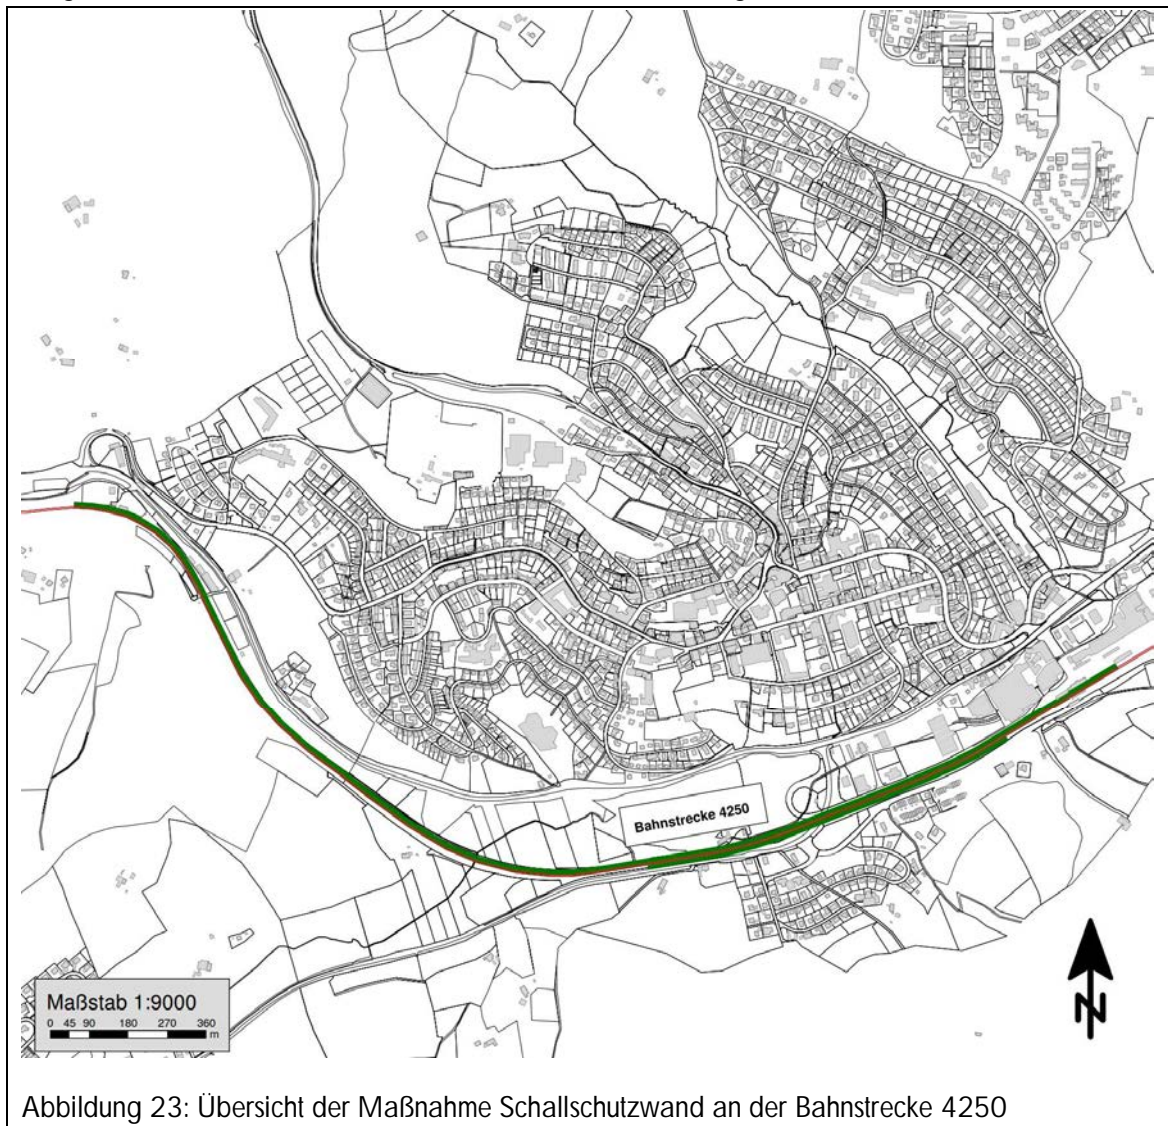 Bahnstrecke 4250
Maßstab 1:9000
0 45 90 180 270 360
m
N
Abbildung 23: Übersicht der Maßnahme Schallschutzwand an der Bahnstrecke 4250